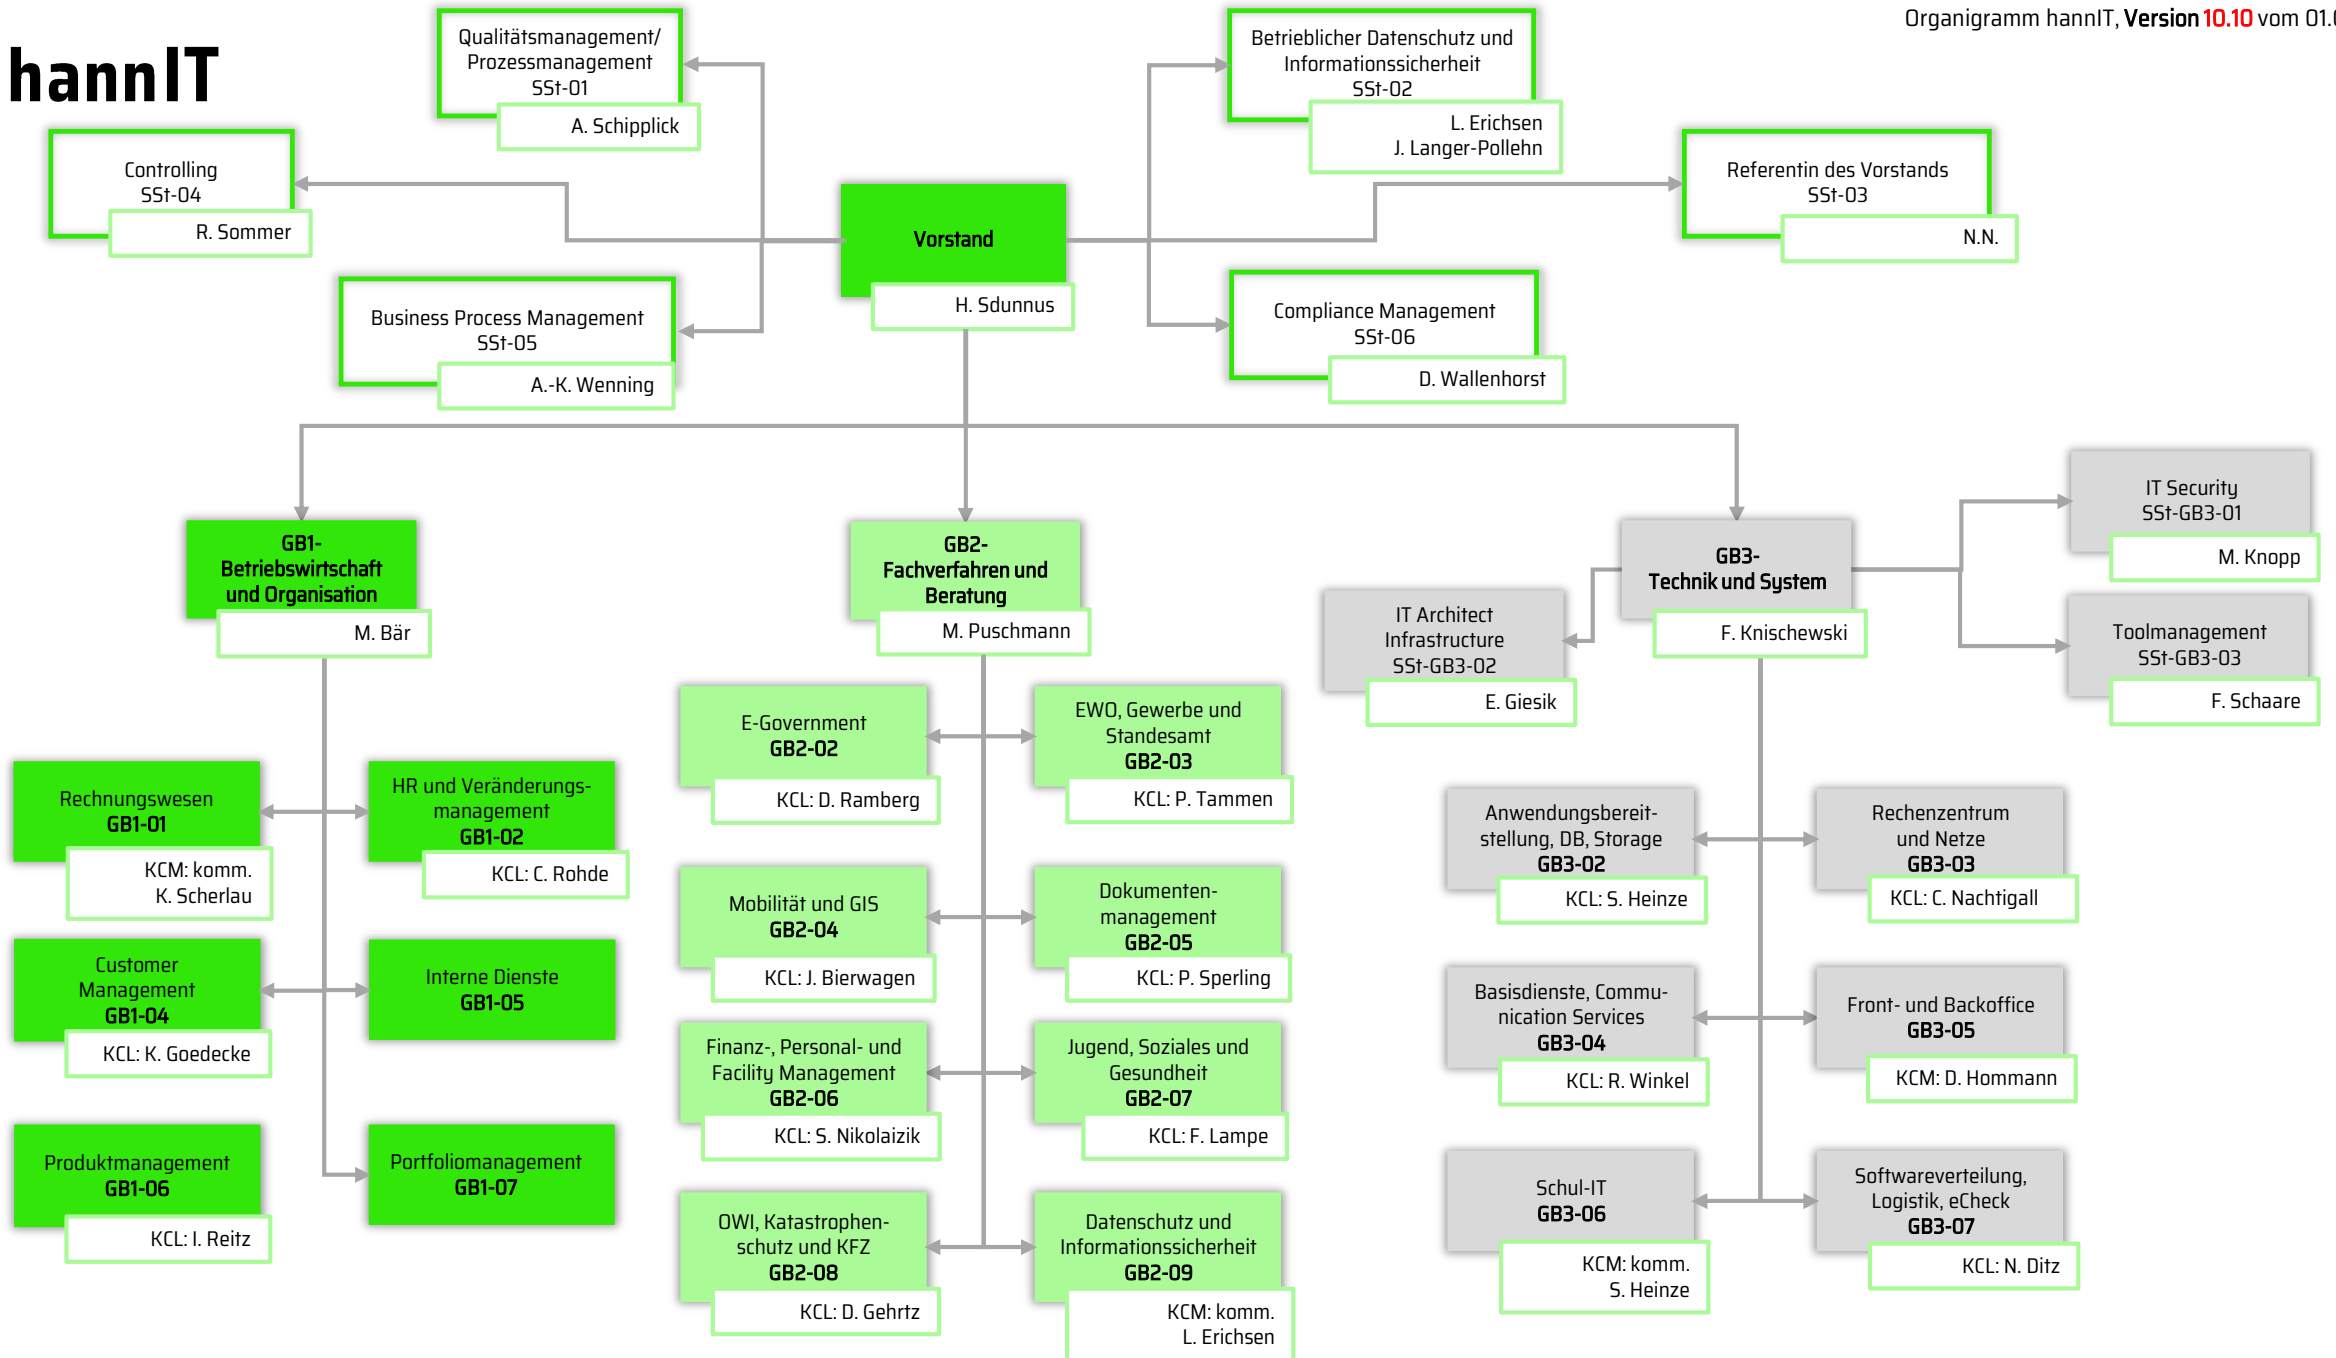 Organigramm hannIT, Version 10.10 vom 01.
hannIT
Qualitätsmanagement/
Prozessmanagement
SSt-01
A. Schipplick
Betrieblicher Datenschutz und
Informationssicherheit
SSt-02
L. Erichsen
J. Langer-Pollehn
Controlling
SSt-04
R. Sommer
Referentin des Vorstands
SSt-03
N.N.
Vorstand
H. Sdunnus
Business Process Management
SSt-05
A.-K. Wenning
Compliance Management
SSt-06
D. Wallenhorst
GB1-
Betriebswirtschaft
und Organisation
M. Bär
GB2-
Fachverfahren und
Beratung
M. Puschmann
GB3-
Technik und System
F. Knischewski
IT Security
SSt-GB3-01
M. Knopp
IT Architect
Infrastructure
SSt-GB3-02
E. Giesik
Toolmanagement
SSt-GB3-03
F. Schaare
Rechnungswesen
GB1-01
KCM: komm.
K. Scherlau
HR und Veränderungs-
management
GB1-02
KCL: C. Rohde
Customer
Management
GB1-04
KCL: K. Goedecke
Interne Dienste
GB1-05
Produktmanagement
GB1-06
KCL: I. Reitz
Portfoliomanagement
GB1-07
E-Government
GB2-02
KCL: D. Ramberg
EWO, Gewerbe und
Standesamt
GB2-03
KCL: P. Tammen
Mobilität und GIS
GB2-04
KCL: J. Bierwagen
Dokumenten-
management
GB2-05
KCL: P. Sperling
Finanz-, Personal- und
Facility Management
GB2-06
KCL: S. Nikolaizik
Jugend, Soziales und
Gesundheit
GB2-07
KCL: F. Lampe
OWI, Katastrophen-
schutz und KFZ
GB2-08
KCL: D. Gehrtz
Datenschutz und
Informationssicherheit
GB2-09
KCM: komm.
L. Erichsen
Anwendungsbereit-
stellung, DB, Storage
GB3-02
KCL: S. Heinze
Rechenzentrum
und Netze
GB3-03
KCL: C. Nachtigall
Basisdienste, Commu-
nication Services
GB3-04
KCL: R. Winkel
Front- und Backoffice
GB3-05
KCM: D. Hommann
Schul-IT
GB3-06
KCM: komm.
S. Heinze
Softwareverteilung,
Logistik, eCheck
GB3-07
KCL: N. Ditz